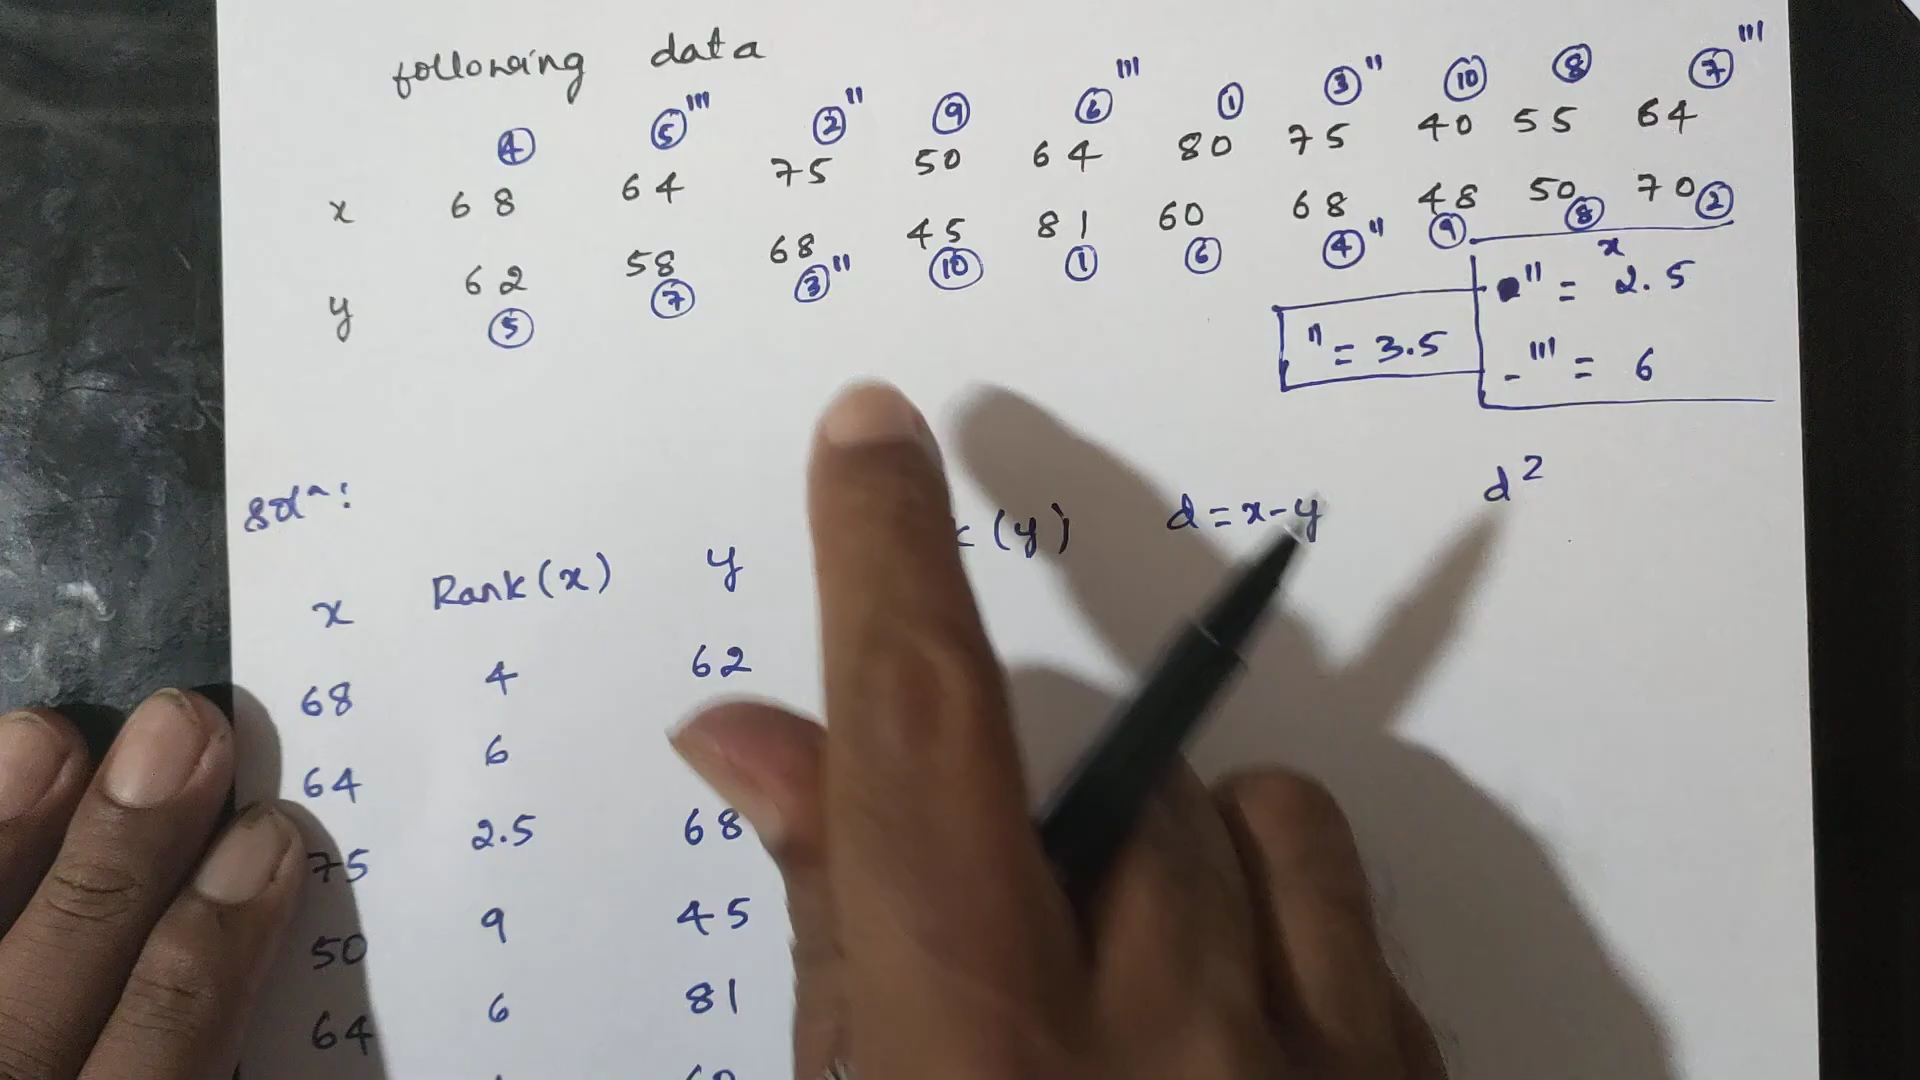 following data
④ ⑤''' ②'' ⑨ ⑥''' ① ③'' ⑩ ⑧ ⑦'''
x 68 64 75 50 64 80 75 40 55 64
y 62 58 68 45 81 60 68 48 50 70
⑤ ⑦ ③'' ⑩ ① ⑥ ④'' ⑨ ⑧ ②
x
'' = 2.5
'' = 3.5
- ''' = 6
Soln:
x Rank(x) y (y) d = x-y d²
68 4 62
64 6
75 2.5 68
50 9 45
64 6 81